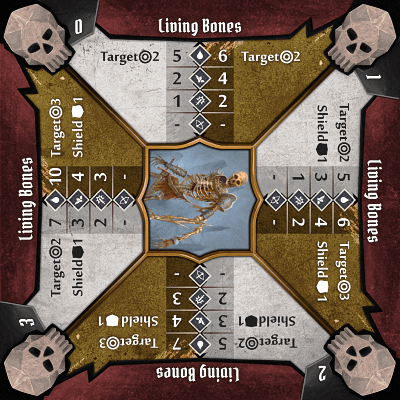 0
Living Bones
Target 2 5 6 Target 2
2 4
1 2
- -
1
Living Bones
Target 2 5 6 Target 3
Shield 1 3 4 Shield 1
1 2
- -
2
Living Bones
Target 2 5 7 Target 3
Shield 1 3 4 Shield 1
2 3
- -
3
Living Bones
Target 2 7 10 Target 3
Shield 1 3 4 Shield 1
2 3
- -